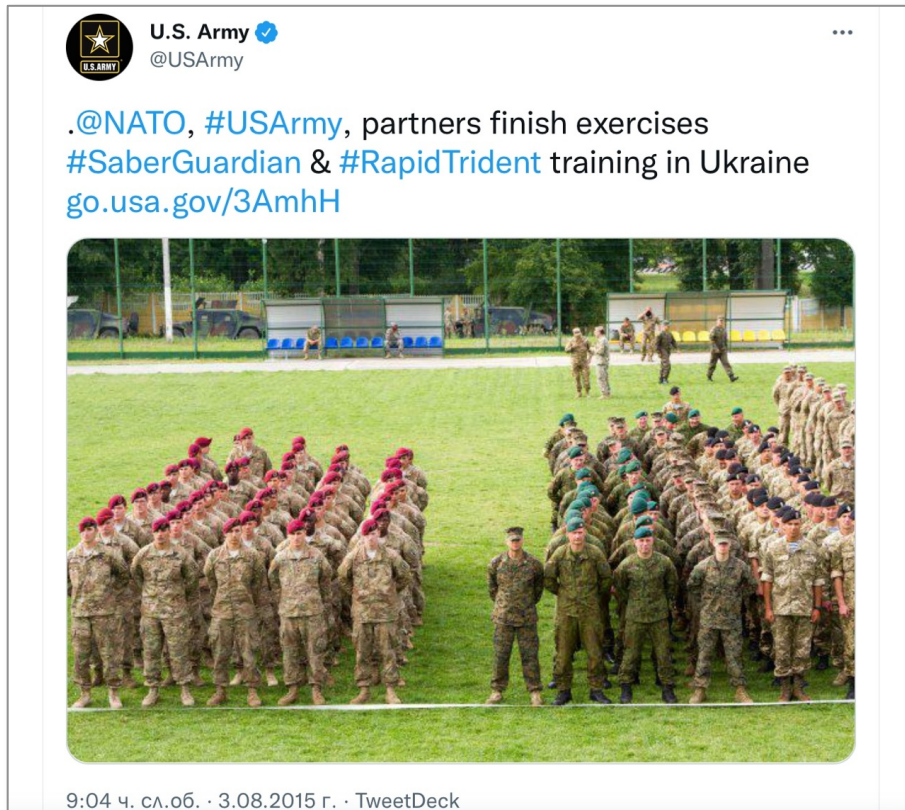 U.S. Army
U.S.ARMY
@USArmy
.@NATO, #USArmy, partners finish exercises
#SaberGuardian & #RapidTrident training in Ukraine
go.usa.gov/3AmhH
9:04 ч. сл.об. · 3.08.2015 г. · TweetDeck